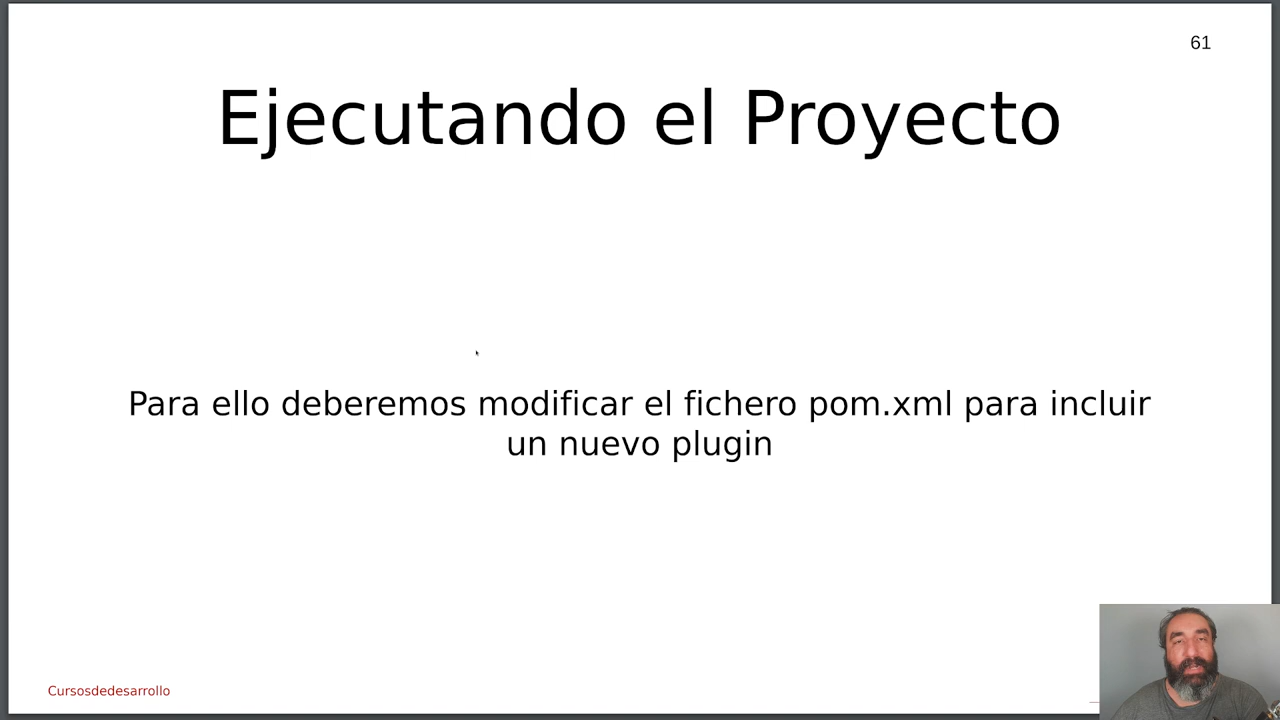 61
Ejecutando el Proyecto
Para ello deberemos modificar el fichero pom.xml para incluir
un nuevo plugin
Cursosdedesarrollo